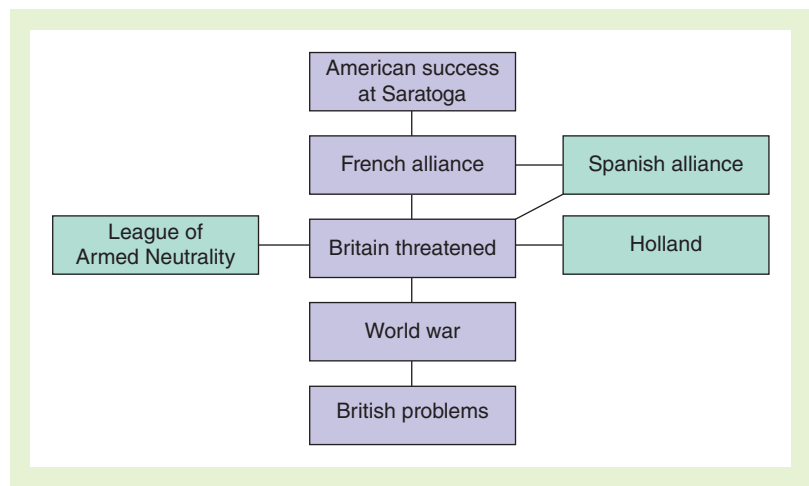 American success
at Saratoga
French alliance
Spanish alliance
League of
Armed Neutrality
Britain threatened
Holland
World war
British problems